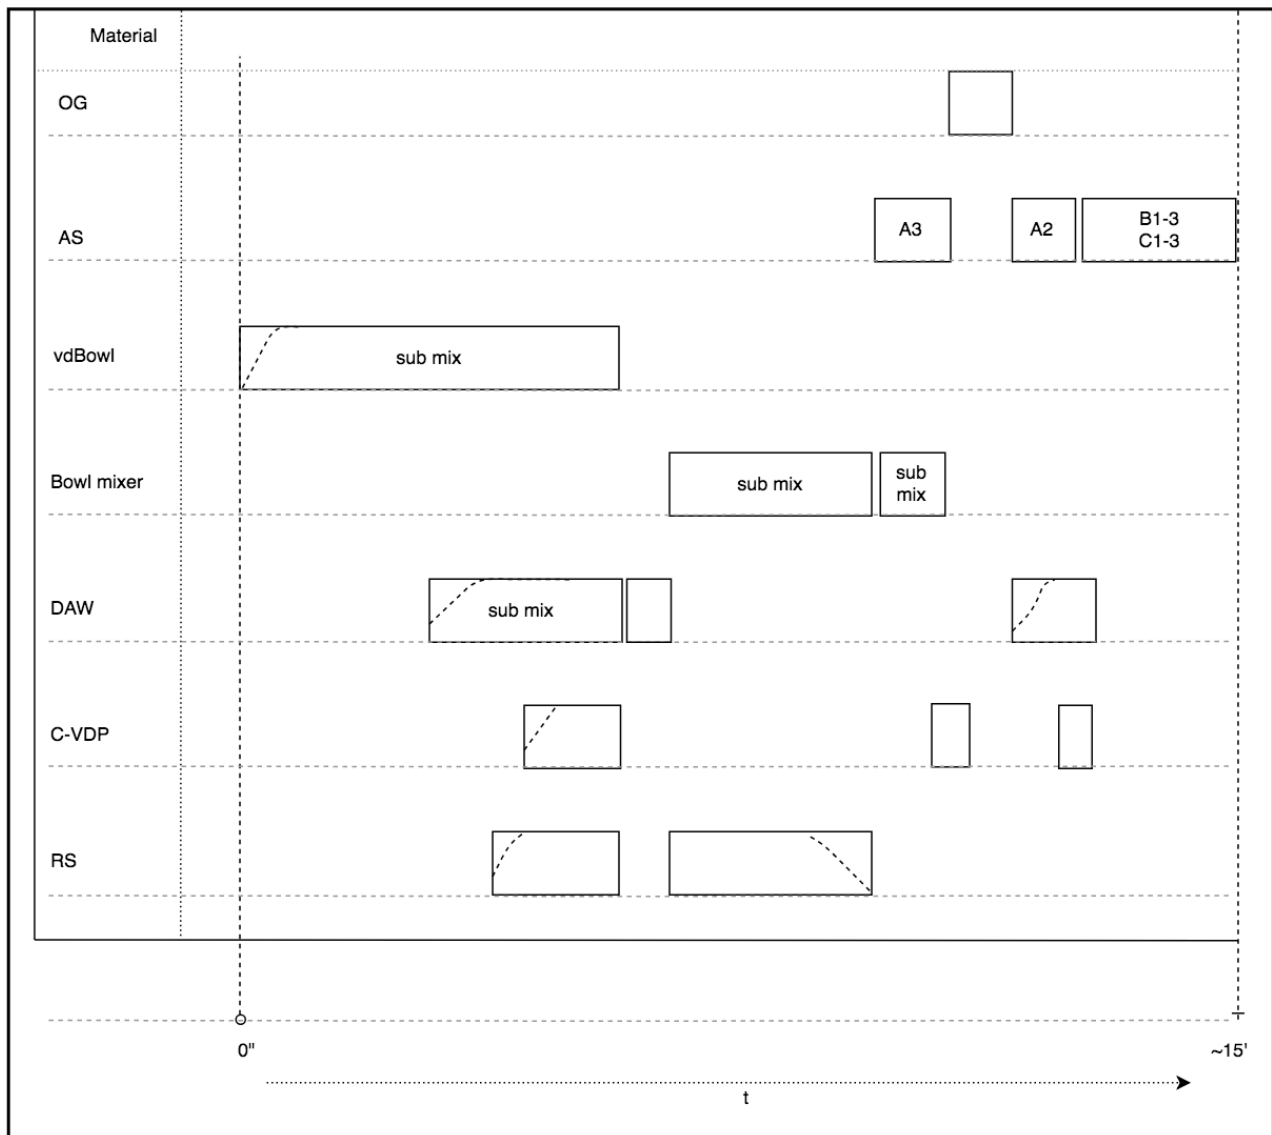 Material
OG
AS
A3
A2
B1-3
C1-3
vdBowl
sub mix
Bowl mixer
sub mix
sub
mix
DAW
sub mix
C-VDP
RS
0"
~15'
t